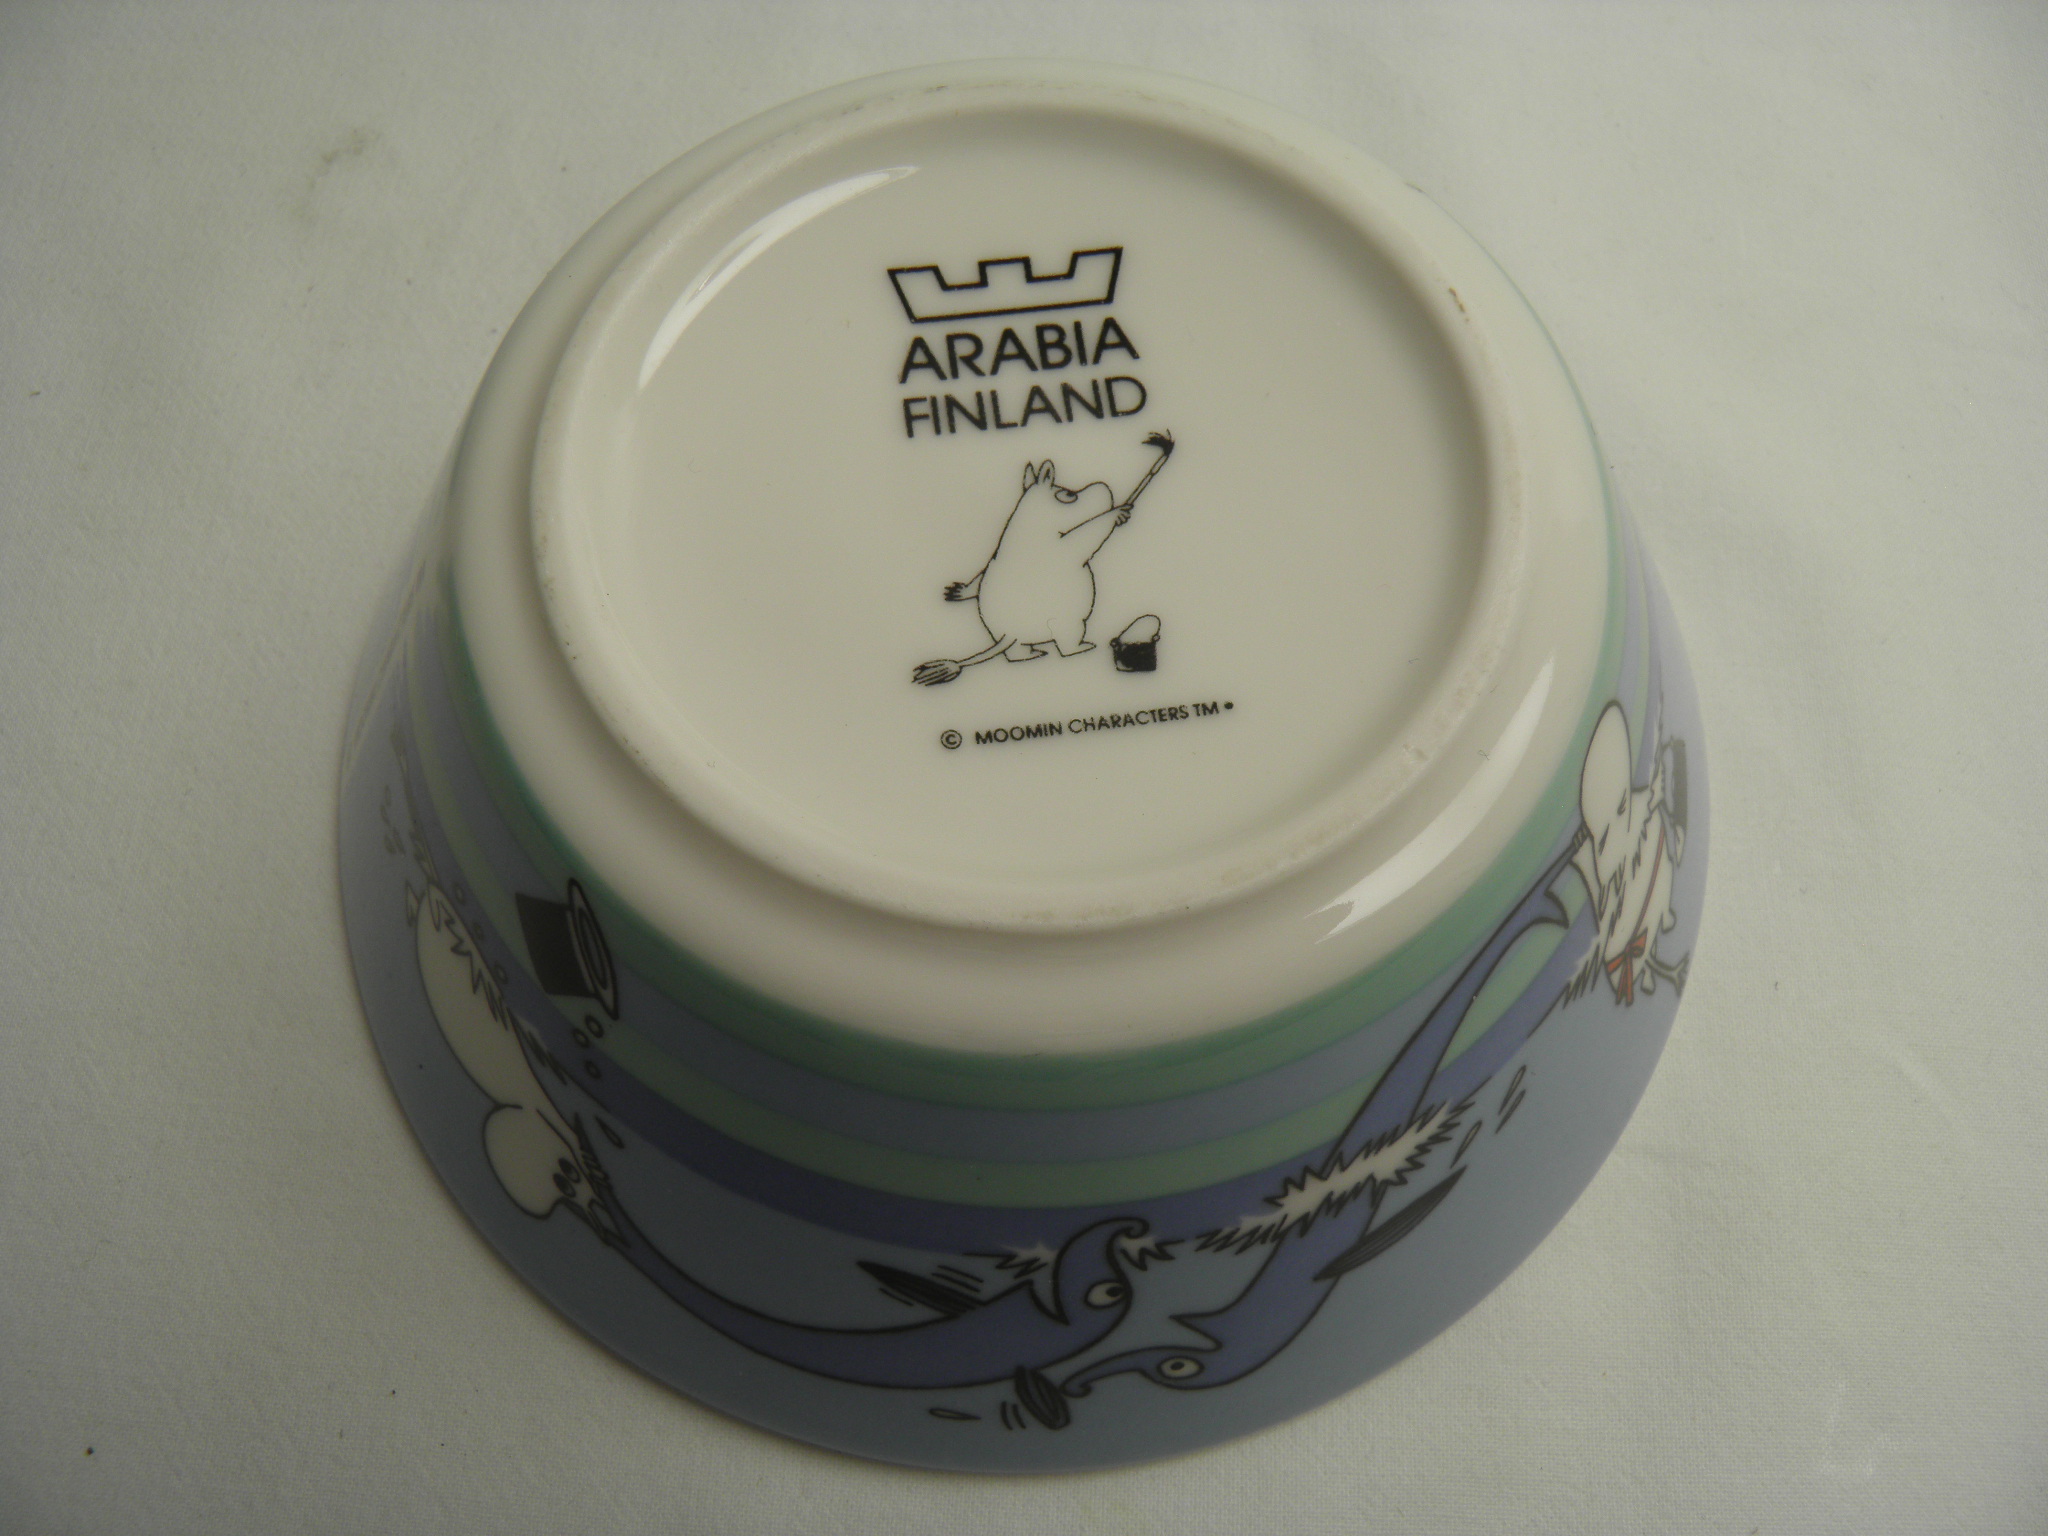 ARABIA
FINLAND
© MOOMIN CHARACTERS TM •